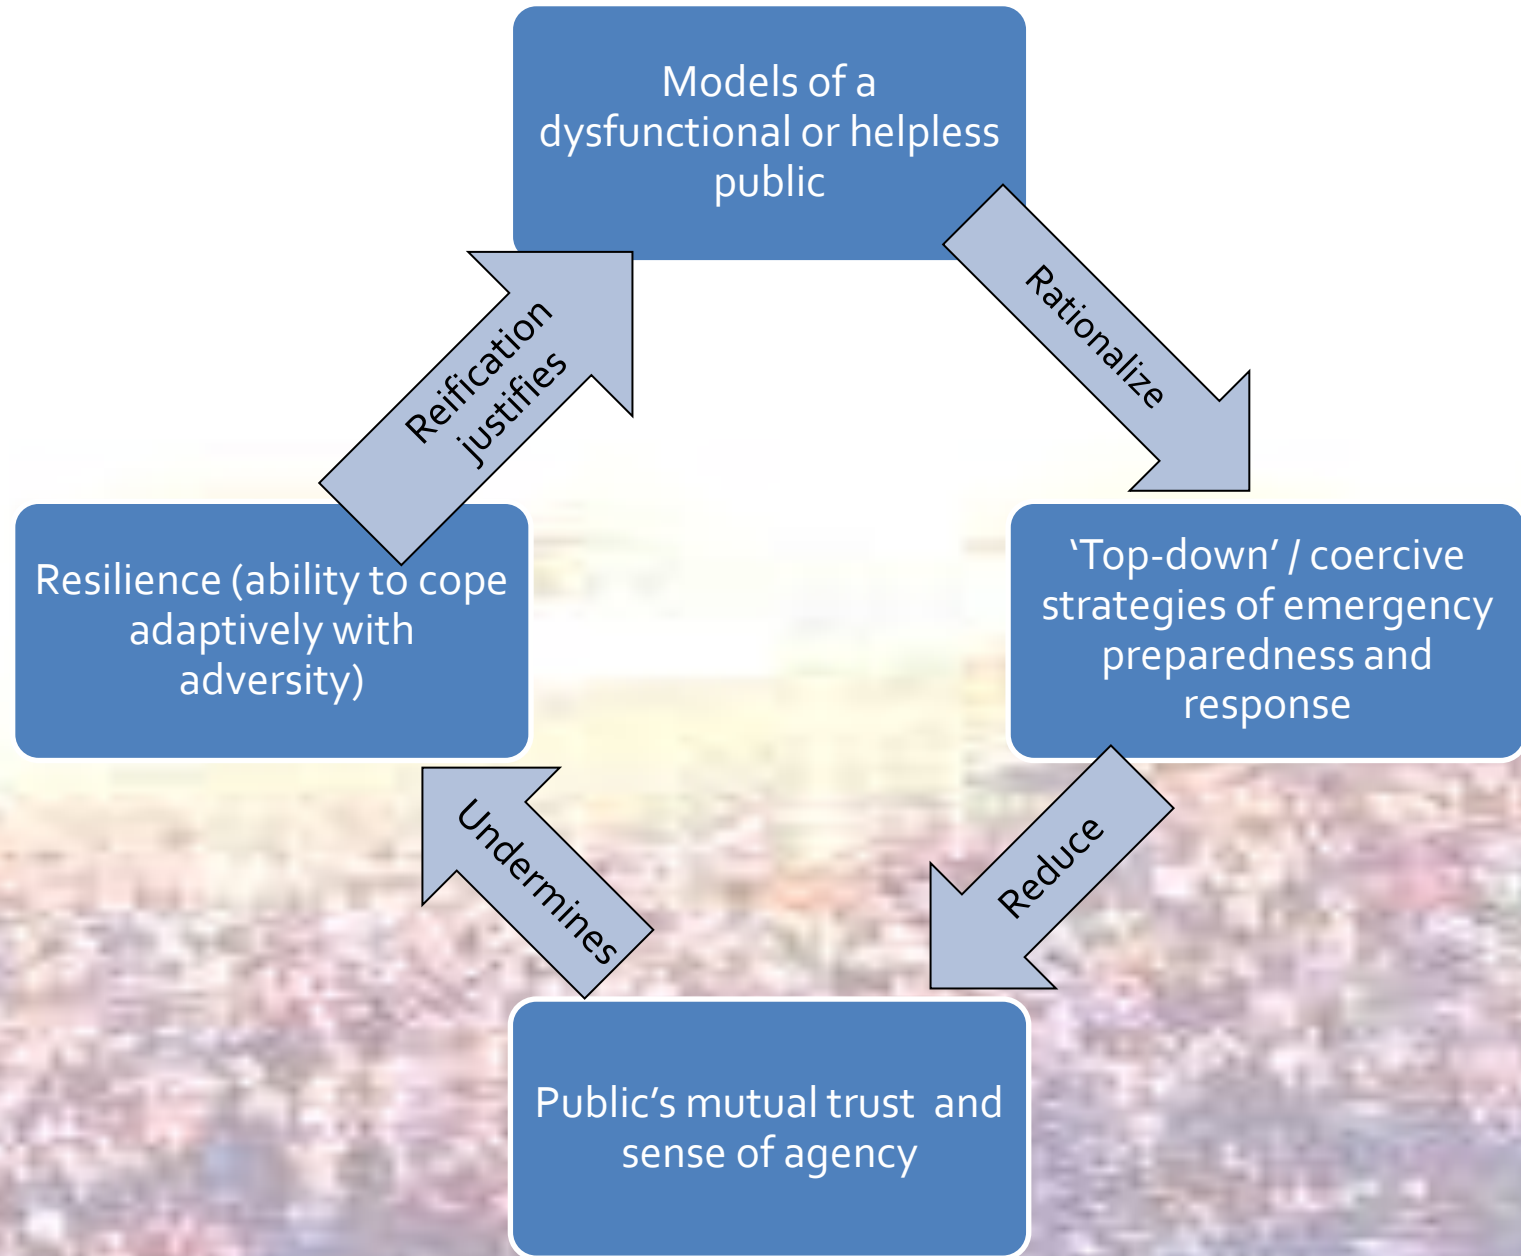 Models of a
dysfunctional or helpless
public
Rationalize
‘Top-down’ / coercive
strategies of emergency
preparedness and
response
Reduce
Public’s mutual trust  and
sense of agency
Undermines
Resilience (ability to cope
adaptively with
adversity)
Reification
justifies